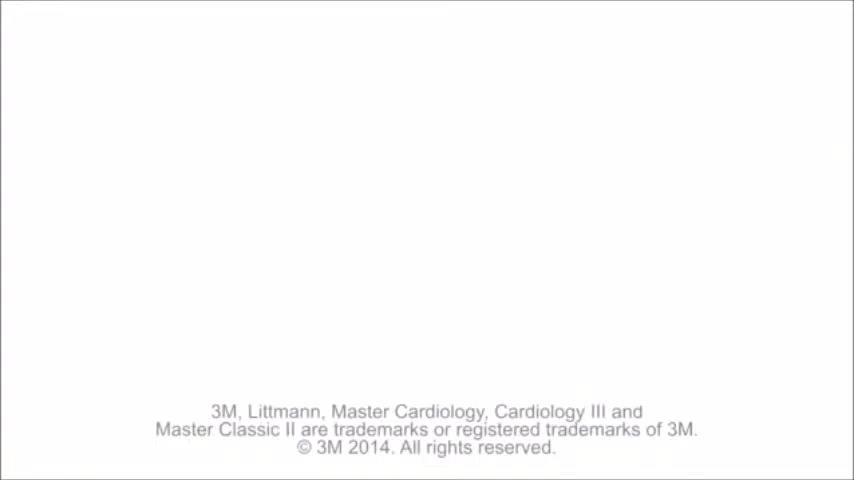 3M, Littmann, Master Cardiology, Cardiology III and
Master Classic II are trademarks or registered trademarks of 3M.
© 3M 2014. All rights reserved.